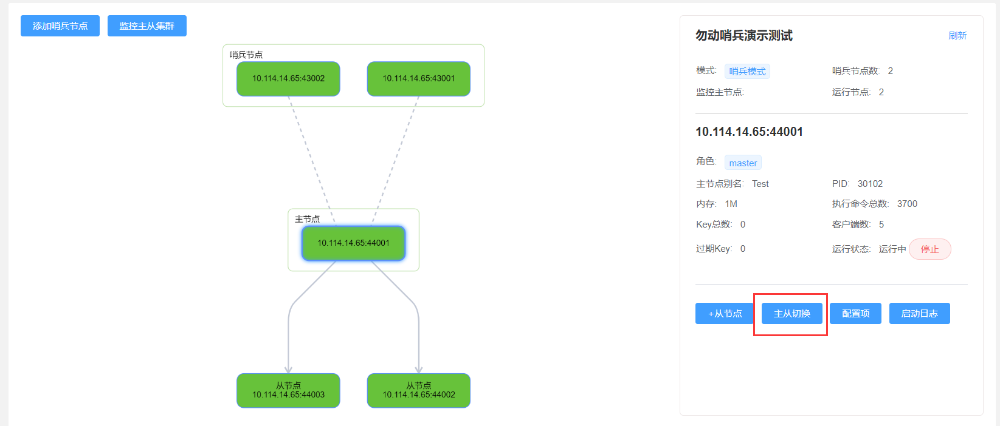 添加哨兵节点
监控主从集群
哨兵节点
10.114.14.65:43002
10.114.14.65:43001
主节点
10.114.14.65:44001
从节点
10.114.14.65:44003
从节点
10.114.14.65:44002
勿动哨兵演示测试
刷新
模式: 哨兵模式
哨兵节点数: 2
监控主节点:
运行节点: 2
10.114.14.65:44001
角色: master
主节点别名: Test
PID: 30102
内存: 1M
执行命令总数: 3700
Key总数: 0
客户端数: 5
过期Key: 0
运行状态: 运行中 停止
+从节点
主从切换
配置项
启动日志